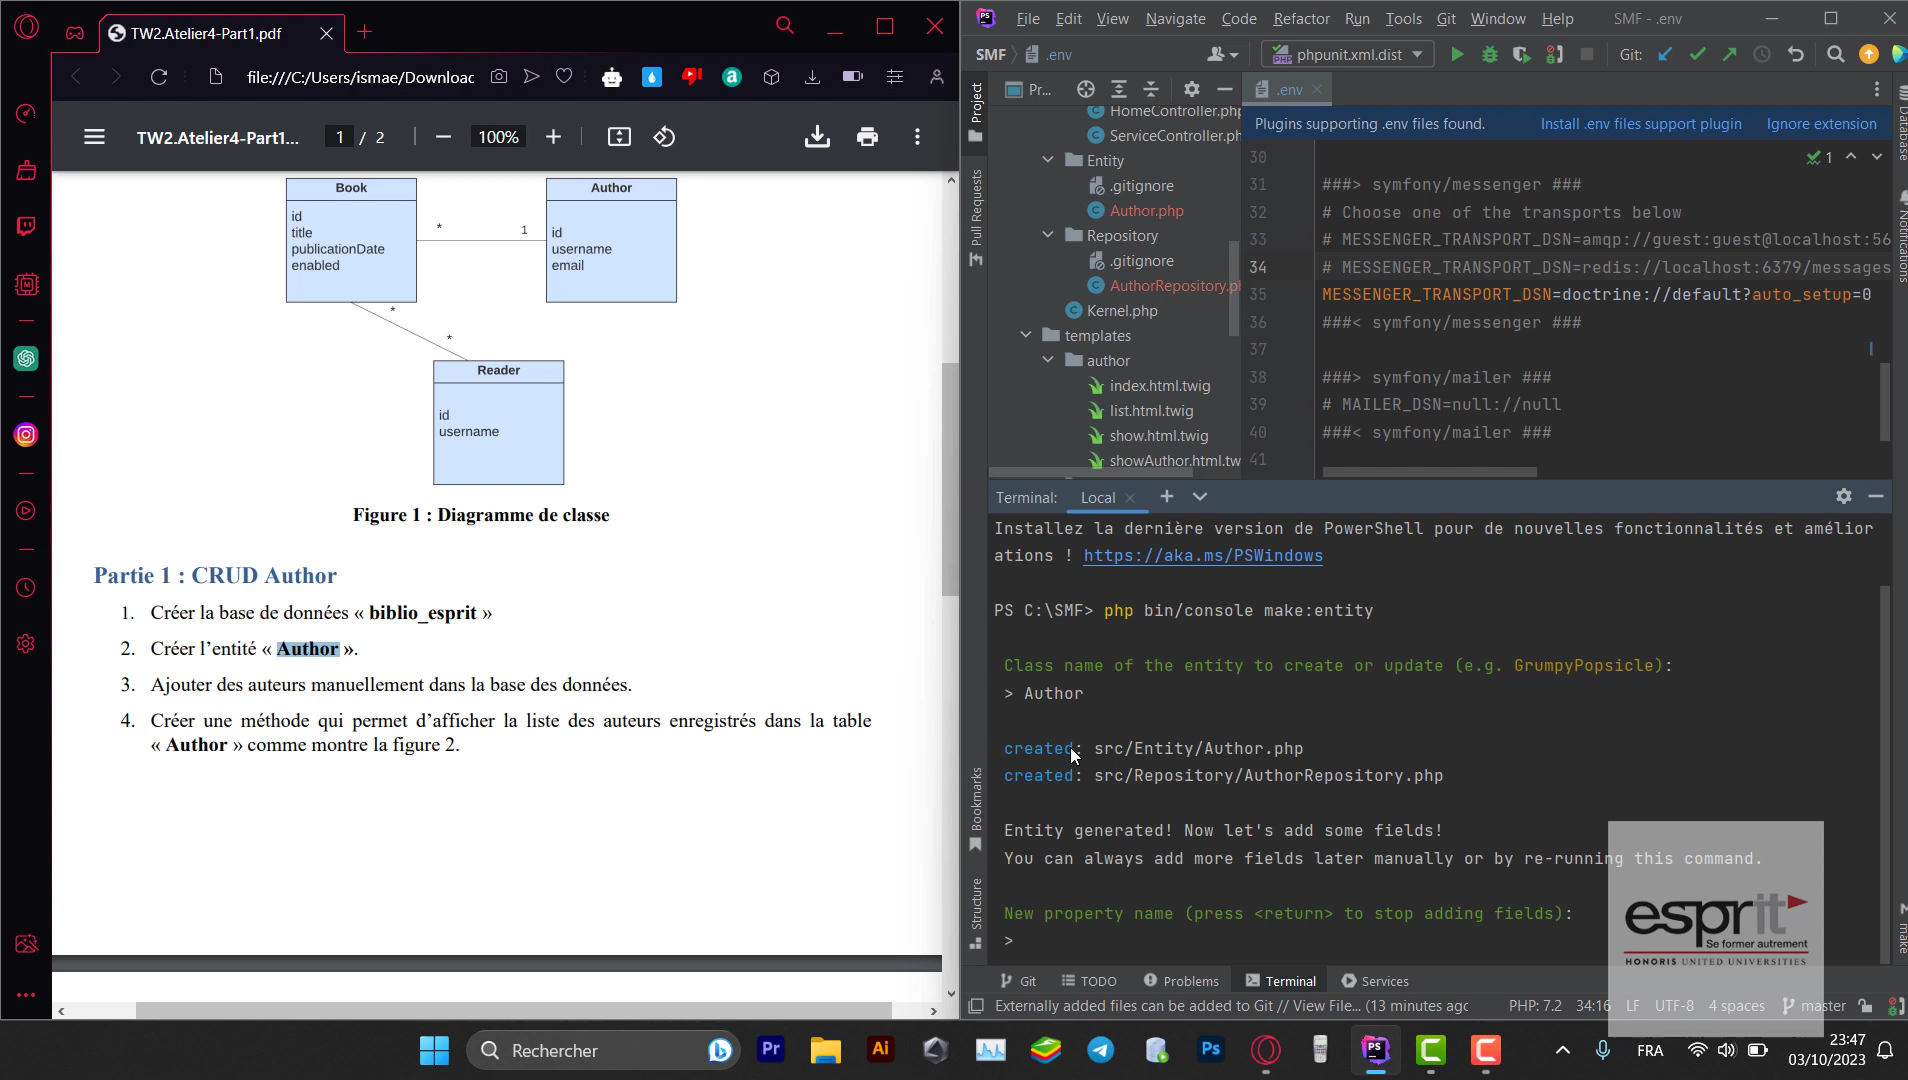 TW2.Atelier4-Part1.pdf
file:///C:/Users/ismae/Downloac
TW2.Atelier4-Part1...
1 / 2
100%
Book
id
title
publicationDate
enabled
*
1
Author
id
username
email
*
*
Reader
id
username
Figure 1 : Diagramme de classe
Partie 1 : CRUD Author
1. Créer la base de données « biblio_esprit »
2. Créer l’entité « Author ».
3. Ajouter des auteurs manuellement dans la base des données.
4. Créer une méthode qui permet d’afficher la liste des auteurs enregistrés dans la table
« Author » comme montre la figure 2.
File Edit View Navigate Code Refactor Run Tools Git Window Help
SMF - .env
SMF
.env
phpunit.xml.dist
Git:
Project
Pull Requests
Bookmarks
Structure
Pr...
HomeController.php
ServiceController.ph
Entity
.gitignore
Author.php
Repository
.gitignore
AuthorRepository.pl
Kernel.php
templates
author
index.html.twig
list.html.twig
show.html.twig
showAuthor.html.tw
.env
Plugins supporting .env files found.
Install .env files support plugin
Ignore extension
1
30
31 ###> symfony/messenger ###
32 # Choose one of the transports below
33 # MESSENGER_TRANSPORT_DSN=amqp://guest:guest@localhost:56
34 # MESSENGER_TRANSPORT_DSN=redis://localhost:6379/messages
35 MESSENGER_TRANSPORT_DSN=doctrine://default?auto_setup=0
36 ###< symfony/messenger ###
37
38 ###> symfony/mailer ###
39 # MAILER_DSN=null://null
40 ###< symfony/mailer ###
41
Database
Notifications
make
Terminal:
Local
Installez la dernière version de PowerShell pour de nouvelles fonctionnalités et amélior
ations ! https://aka.ms/PSWindows
PS C:\SMF> php bin/console make:entity
Class name of the entity to create or update (e.g. GrumpyPopsicle):
> Author
created: src/Entity/Author.php
created: src/Repository/AuthorRepository.php
Entity generated! Now let's add some fields!
You can always add more fields later manually or by re-running this command.
New property name (press <return> to stop adding fields):
>
esprit
Se former autrement
HONORIS UNITED UNIVERSITIES
Git
TODO
Problems
Terminal
Services
Externally added files can be added to Git // View File... (13 minutes agc
PHP: 7.2
34:16
LF
UTF-8
4 spaces
master
Rechercher
FRA
23:47
03/10/2023